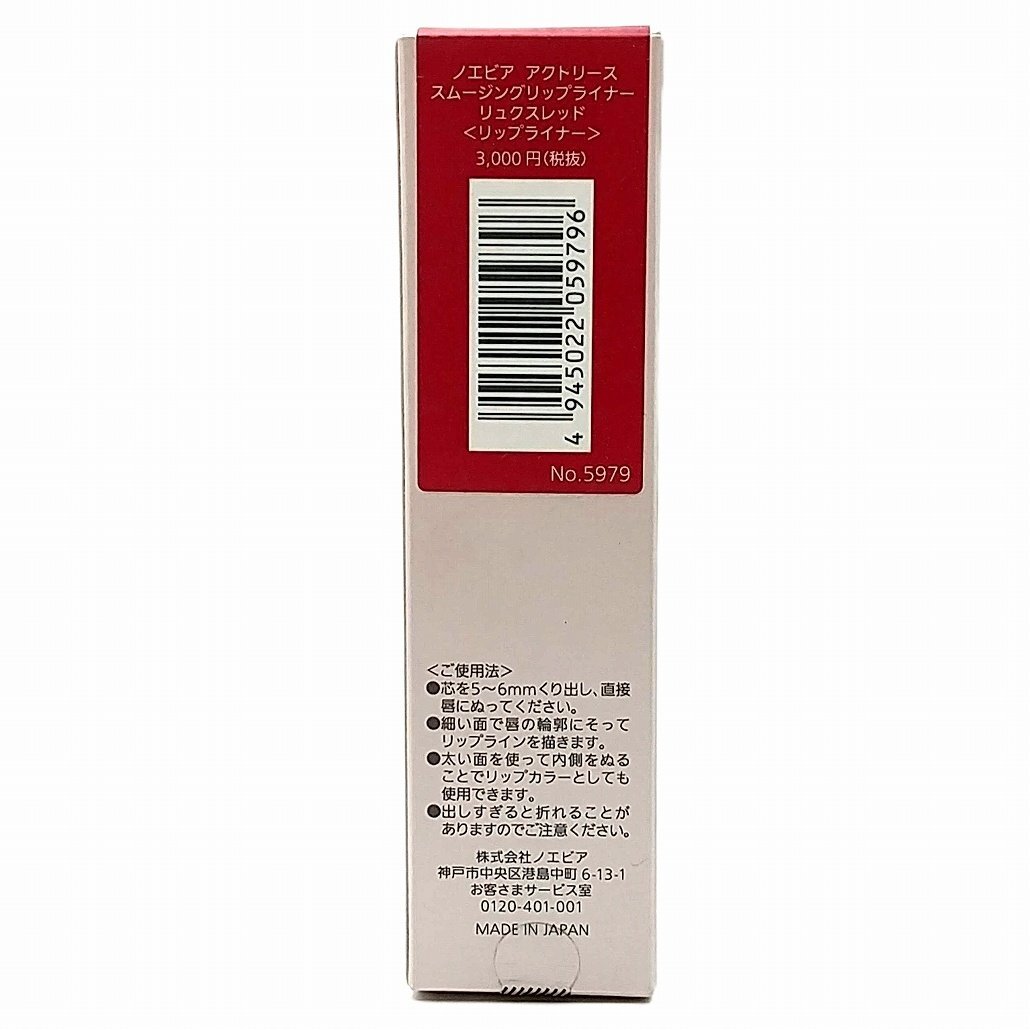 ノエビア アクトリース
スムージングリップライナー
リュクスレッド
＜リップライナー＞
3,000円（税抜）
4 945022 059796
No.5979
＜ご使用法＞
●芯を5〜6mmくり出し、直接
唇にぬってください。
●細い面で唇の輪郭にそって
リップラインを描きます。
●太い面を使って内側をぬる
ことでリップカラーとしても
使用できます。
●出しすぎると折れることが
ありますのでご注意ください。
株式会社ノエビア
神戸市中央区港島中町6-13-1
お客さまサービス室
0120-401-001
MADE IN JAPAN